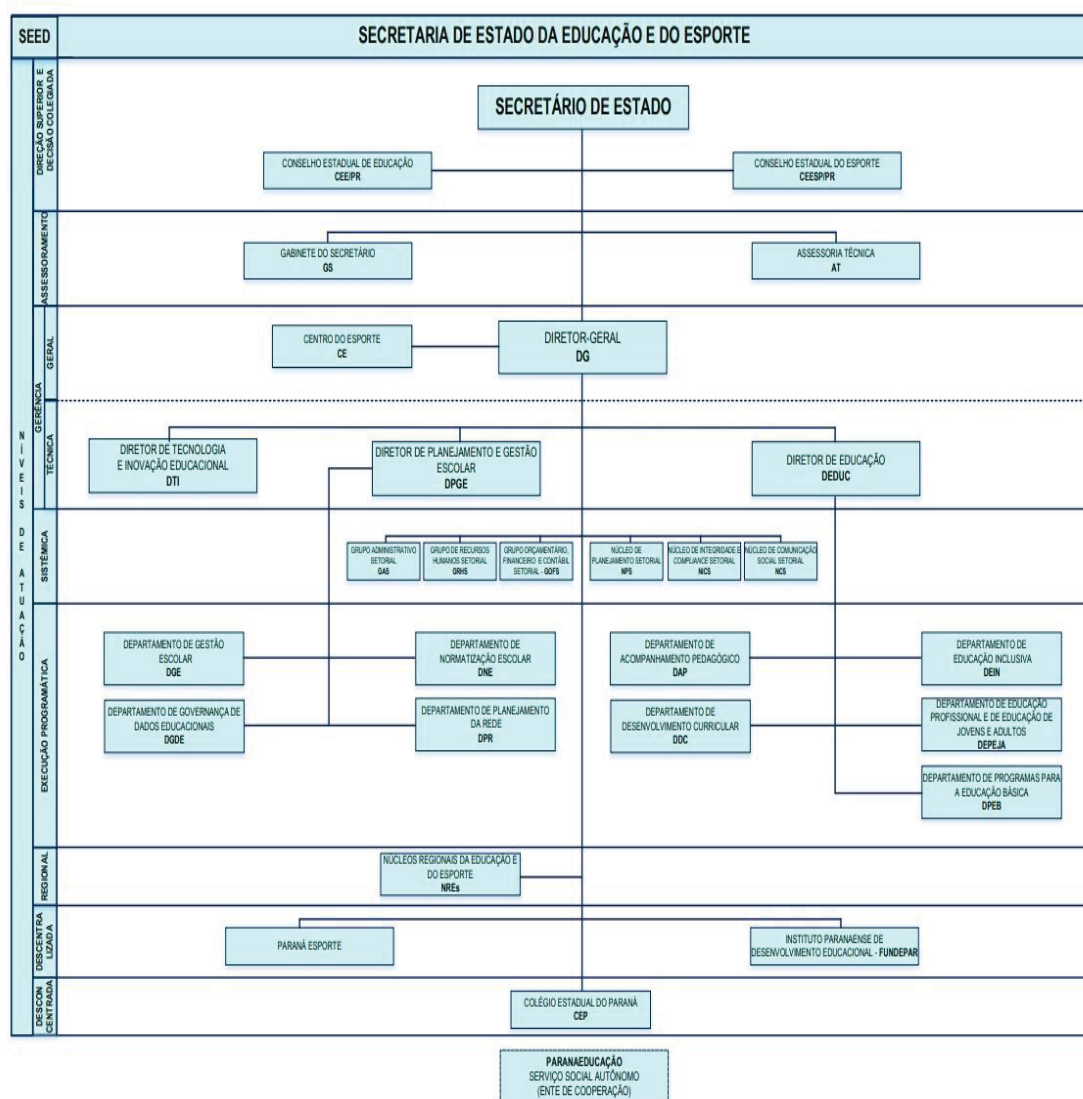 SEED
SECRETARIA DE ESTADO DA EDUCAÇÃO E DO ESPORTE
NÍVEIS DE ATUAÇÃO
DIREÇÃO SUPERIOR E
DECISÃO COLEGIADA
SECRETÁRIO DE ESTADO
CONSELHO ESTADUAL DE EDUCAÇÃO
CEE/PR
CONSELHO ESTADUAL DO ESPORTE
CEESP/PR
ASSESSORAMENTO
GABINETE DO SECRETÁRIO
GS
ASSESSORIA TÉCNICA
AT
GERÊNCIA
GERAL
CENTRO DO ESPORTE
CE
DIRETOR-GERAL
DG
TÉCNICA
DIRETOR DE TECNOLOGIA
E INOVAÇÃO EDUCACIONAL
DTI
DIRETOR DE PLANEJAMENTO E GESTÃO
ESCOLAR
DPGE
DIRETOR DE EDUCAÇÃO
DEDUC
SISTÊMICA
GRUPO ADMINISTRATIVO
SETORIAL
GAS
GRUPO DE RECURSOS
HUMANOS SETORIAL
GRHS
GRUPO ORÇAMENTÁRIO,
FINANCEIRO E CONTÁBIL
SETORIAL - GOFS
NÚCLEO DE
PLANEJAMENTO SETORIAL
NPS
NÚCLEO DE INTEGRIDADE E
COMPLIANCE SETORIAL
NICS
NÚCLEO DE COMUNICAÇÃO
SOCIAL SETORIAL
NCS
EXECUÇÃO PROGRAMÁTICA
DEPARTAMENTO DE GESTÃO
ESCOLAR
DGE
DEPARTAMENTO DE
NORMATIZAÇÃO ESCOLAR
DNE
DEPARTAMENTO DE
ACOMPANHAMENTO PEDAGÓGICO
DAP
DEPARTAMENTO DE
EDUCAÇÃO INCLUSIVA
DEIN
DEPARTAMENTO DE GOVERNANÇA DE
DADOS EDUCACIONAIS
DGDE
DEPARTAMENTO DE PLANEJAMENTO
DA REDE
DPR
DEPARTAMENTO DE
DESENVOLVIMENTO CURRICULAR
DDC
DEPARTAMENTO DE EDUCAÇÃO
PROFISSIONAL E DE EDUCAÇÃO DE
JOVENS E ADULTOS
DEPEJA
DEPARTAMENTO DE PROGRAMAS PARA
A EDUCAÇÃO BÁSICA
DPEB
REGIONAL
NÚCLEOS REGIONAIS DA EDUCAÇÃO E
DO ESPORTE
NREs
DESCENTRA
LIZADA
PARANÁ ESPORTE
INSTITUTO PARANAENSE DE
DESENVOLVIMENTO EDUCACIONAL - FUNDEPAR
DESCON
CENTRADA
COLÉGIO ESTADUAL DO PARANÁ
CEP
PARANAEDUCAÇÃO
SERVIÇO SOCIAL AUTÔNOMO
(ENTE DE COOPERAÇÃO)